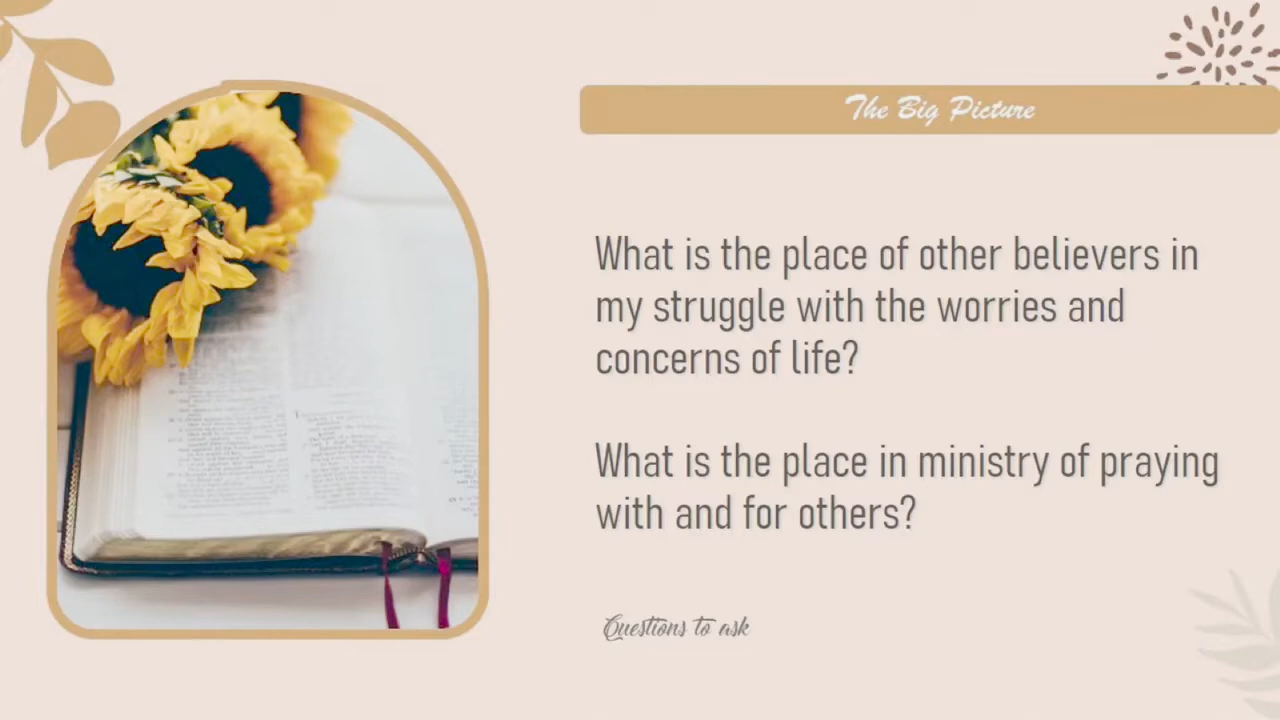 The Big Picture
What is the place of other believers in
my struggle with the worries and
concerns of life?
What is the place in ministry of praying
with and for others?
Questions to ask